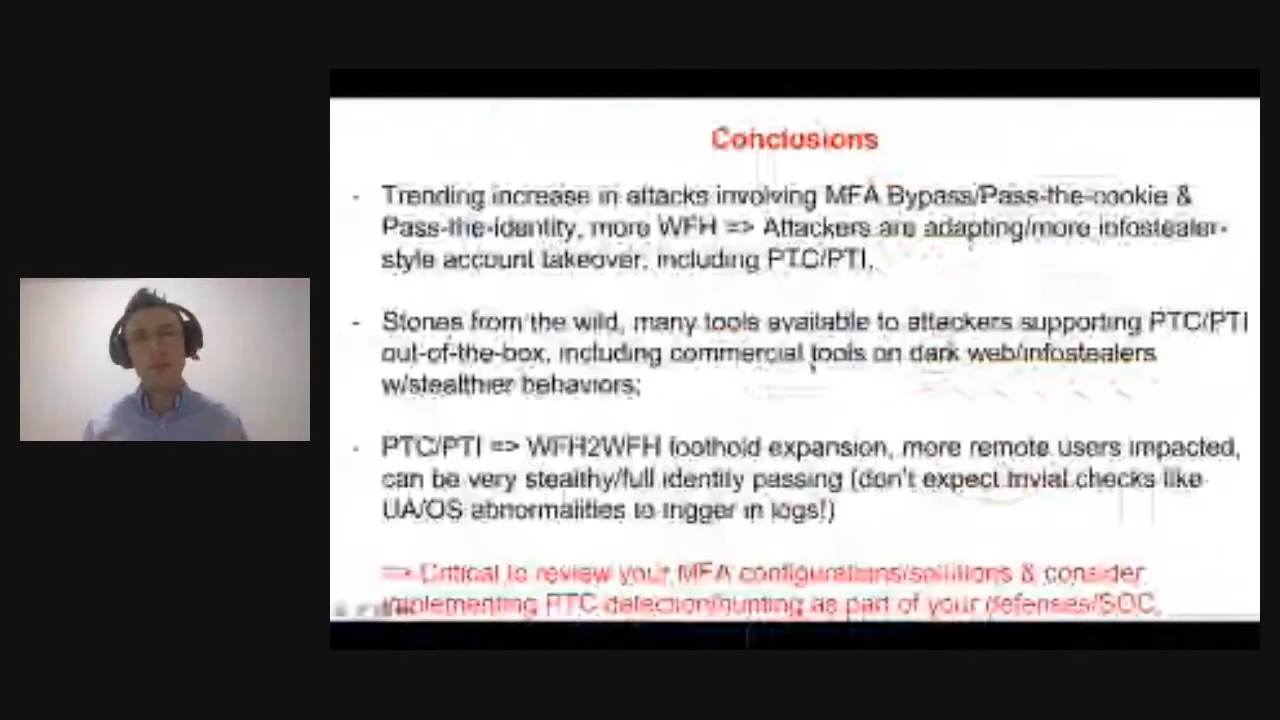 Conclusions
- Trending increase in attacks involving MFA Bypass/Pass-the-cookie &
Pass-the-identity, more WFH => Attackers are adapting/more infostealer-
style account takeover, including PTC/PTI.
- Stories from the wild, many tools available to attackers supporting PTC/PTI
out-of-the-box, including commercial tools on dark web/infostealers
w/stealthier behaviors;
- PTC/PTI => WFH2WFH foothold expansion, more remote users impacted,
can be very stealthy/full identity passing (don't expect trivial checks like
UA/OS abnormalities to trigger in logs!)
=> Critical to review your MFA configurations/solutions & consider
implementing PTC detection/hunting as part of your defenses/SOC.